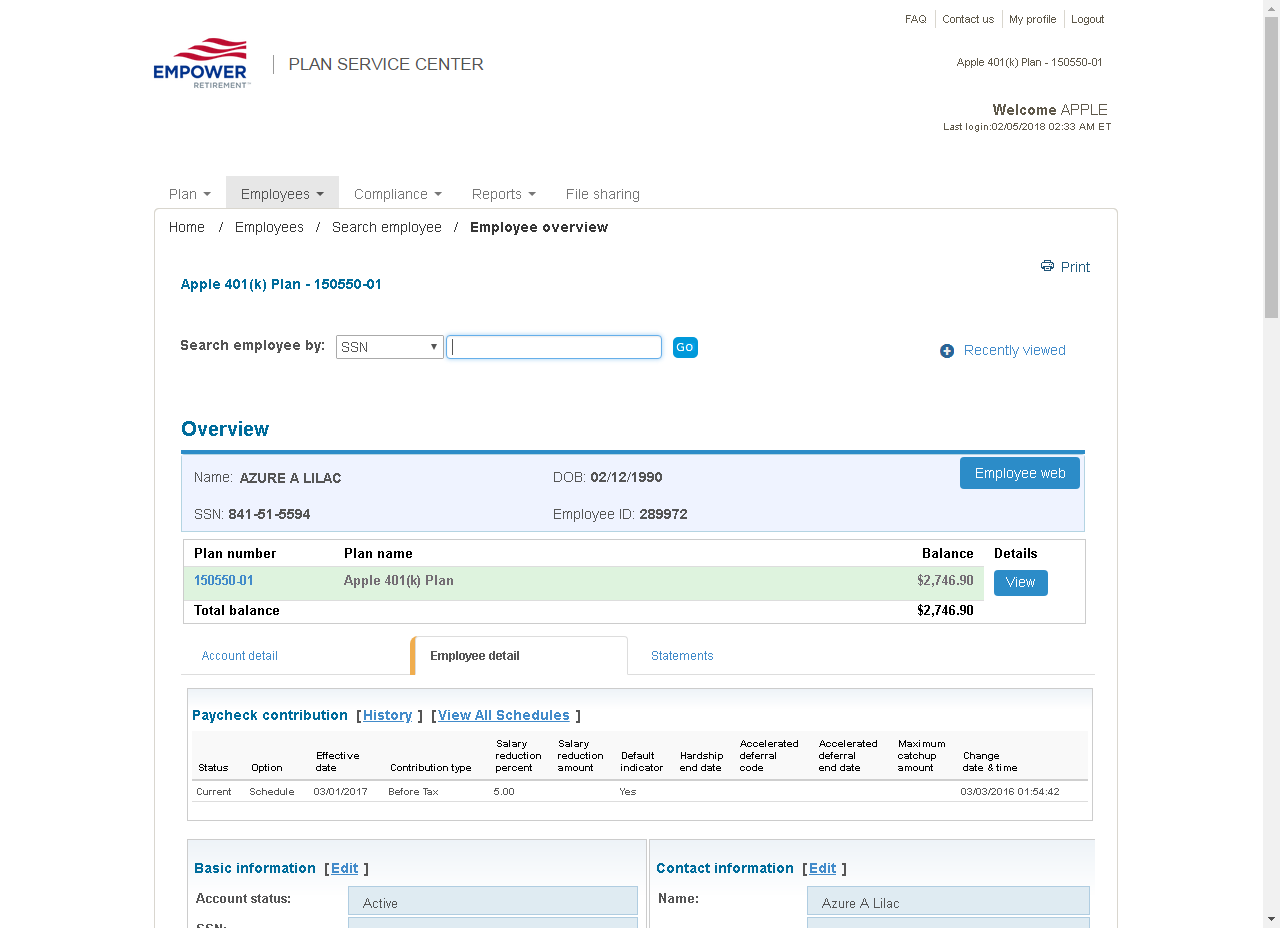 FAQ Contact us My profile Logout
EMPOWER
RETIREMENT™
PLAN SERVICE CENTER
Apple 401(k) Plan - 150550-01
Welcome APPLE
Last login:02/05/2018 02:33 AM ET
Plan Employees Compliance Reports File sharing
Home / Employees / Search employee / Employee overview
Print
Apple 401(k) Plan - 150550-01
Search employee by: SSN GO
Recently viewed
Overview
Name: AZURE A LILAC DOB: 02/12/1990 Employee web
SSN: 841-51-5594 Employee ID: 289972
Plan number Plan name Balance Details
150550-01 Apple 401(k) Plan $2,746.90 View
Total balance $2,746.90
Account detail Employee detail Statements
Paycheck contribution [History ] [View All Schedules ]
Status Option Effective date Contribution type Salary reduction percent Salary reduction amount Default indicator Hardship end date Accelerated deferral code Accelerated deferral end date Maximum catchup amount Change date & time
Current Schedule 03/01/2017 Before Tax 5.00 Yes 03/03/2016 01:54:42
Basic information [Edit ] Contact information [Edit ]
Account status: Active Name: Azure A Lilac
SSN: